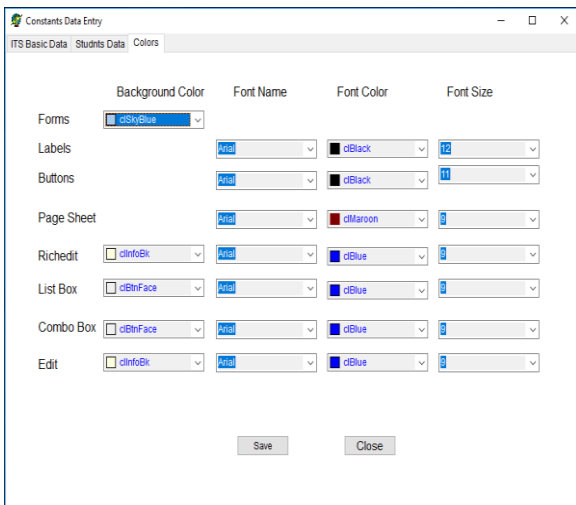 Constants Data Entry
ITS Basic Data Studnts Data Colors
Background Color Font Name Font Color Font Size
Forms clSkyBlue
Labels Arial clBlack 12
Buttons Arial clBlack 11
Page Sheet Arial clMaroon 9
Richedit clInfoBk Arial clBlue 9
List Box clBtnFace Arial clBlue 9
Combo Box clBtnFace Arial clBlue 9
Edit clInfoBk Arial clBlue 9
Save Close